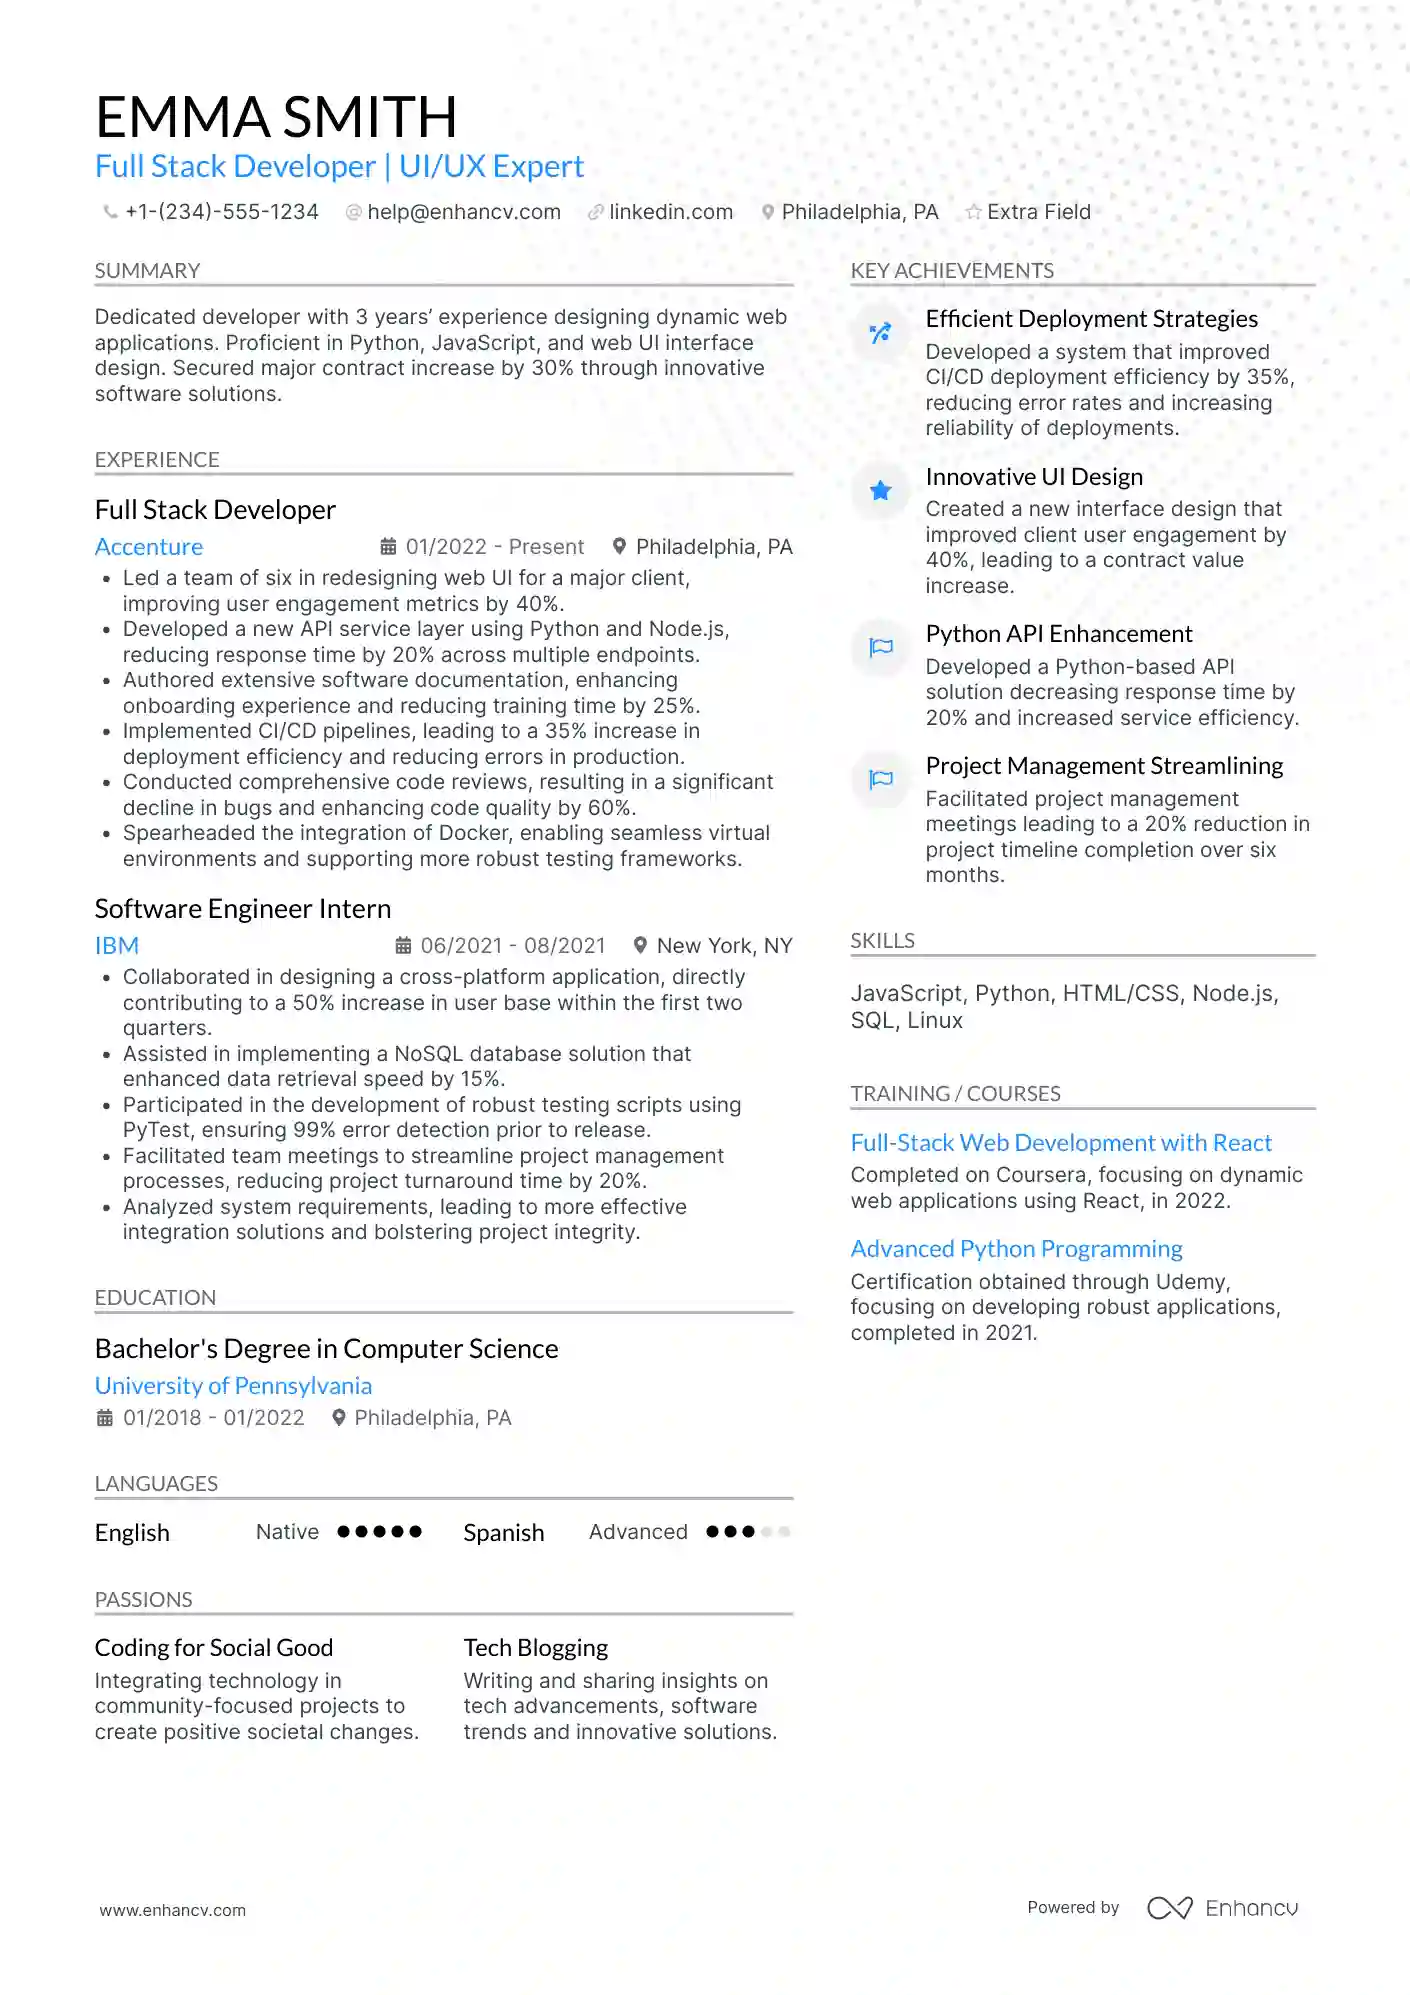 EMMA SMITH
Full Stack Developer | UI/UX Expert
+1-(234)-555-1234 help@enhancv.com linkedin.com Philadelphia, PA Extra Field
SUMMARY
Dedicated developer with 3 years’ experience designing dynamic web
applications. Proficient in Python, JavaScript, and web UI interface
design. Secured major contract increase by 30% through innovative
software solutions.
EXPERIENCE
Full Stack Developer
Accenture 01/2022 - Present Philadelphia, PA
• Led a team of six in redesigning web UI for a major client,
improving user engagement metrics by 40%.
• Developed a new API service layer using Python and Node.js,
reducing response time by 20% across multiple endpoints.
• Authored extensive software documentation, enhancing
onboarding experience and reducing training time by 25%.
• Implemented CI/CD pipelines, leading to a 35% increase in
deployment efficiency and reducing errors in production.
• Conducted comprehensive code reviews, resulting in a significant
decline in bugs and enhancing code quality by 60%.
• Spearheaded the integration of Docker, enabling seamless virtual
environments and supporting more robust testing frameworks.
Software Engineer Intern
IBM 06/2021 - 08/2021 New York, NY
• Collaborated in designing a cross-platform application, directly
contributing to a 50% increase in user base within the first two
quarters.
• Assisted in implementing a NoSQL database solution that
enhanced data retrieval speed by 15%.
• Participated in the development of robust testing scripts using
PyTest, ensuring 99% error detection prior to release.
• Facilitated team meetings to streamline project management
processes, reducing project turnaround time by 20%.
• Analyzed system requirements, leading to more effective
integration solutions and bolstering project integrity.
EDUCATION
Bachelor's Degree in Computer Science
University of Pennsylvania
01/2018 - 01/2022 Philadelphia, PA
LANGUAGES
English Native Spanish Advanced
PASSIONS
Coding for Social Good
Integrating technology in
community-focused projects to
create positive societal changes.
Tech Blogging
Writing and sharing insights on
tech advancements, software
trends and innovative solutions.
KEY ACHIEVEMENTS
Efficient Deployment Strategies
Developed a system that improved
CI/CD deployment efficiency by 35%,
reducing error rates and increasing
reliability of deployments.
Innovative UI Design
Created a new interface design that
improved client user engagement by
40%, leading to a contract value
increase.
Python API Enhancement
Developed a Python-based API
solution decreasing response time by
20% and increased service efficiency.
Project Management Streamlining
Facilitated project management
meetings leading to a 20% reduction in
project timeline completion over six
months.
SKILLS
JavaScript, Python, HTML/CSS, Node.js,
SQL, Linux
TRAINING / COURSES
Full-Stack Web Development with React
Completed on Coursera, focusing on dynamic
web applications using React, in 2022.
Advanced Python Programming
Certification obtained through Udemy,
focusing on developing robust applications,
completed in 2021.
www.enhancv.com
Powered by Enhancv